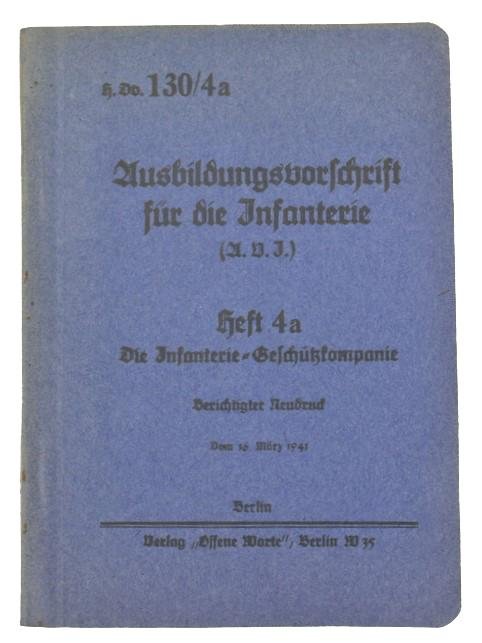 H. Dv. 130/4a
Ausbildungsvorschrift
für die Infanterie
(A. V. I.)
Heft 4a
Die Infanterie-Geschützkompanie
Berichtigter Neudruck
Vom 16. März 1941
Berlin
Verlag „Offene Worte“, Berlin W 35